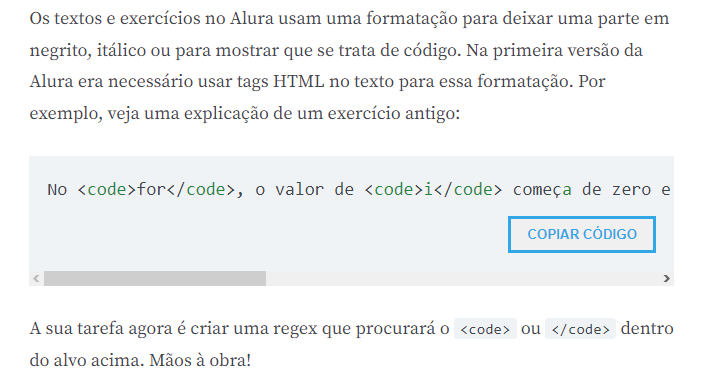 Os textos e exercícios no Alura usam uma formatação para deixar uma parte em
negrito, itálico ou para mostrar que se trata de código. Na primeira versão da
Alura era necessário usar tags HTML no texto para essa formatação. Por
exemplo, veja uma explicação de um exercício antigo:
No <code>for</code>, o valor de <code>i</code> começa de zero e
COPIAR CÓDIGO
A sua tarefa agora é criar uma regex que procurará o <code> ou </code> dentro
do alvo acima. Mãos à obra!